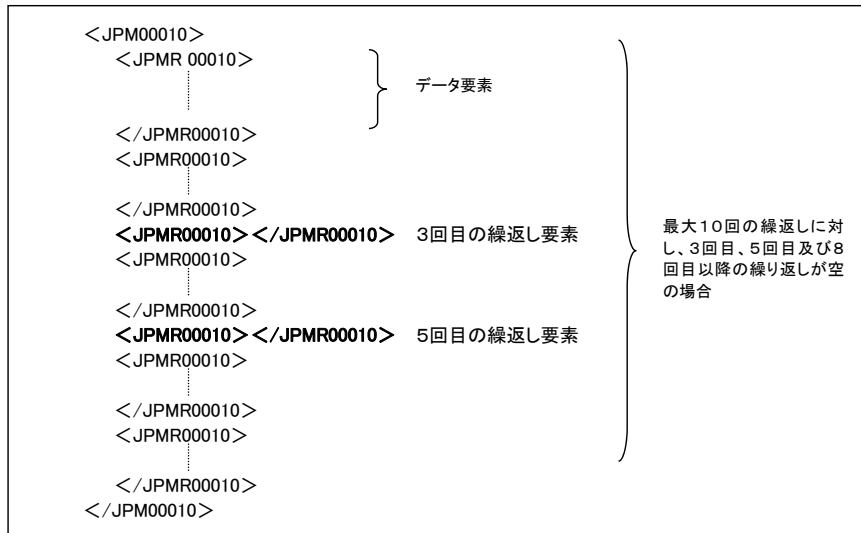 ＜JPM00010＞
＜JPMR 00010＞
データ要素
＜/JPMR00010＞
＜JPMR00010＞
＜/JPMR00010＞
＜JPMR00010＞＜/JPMR00010＞ 3回目の繰返し要素
＜JPMR00010＞
＜/JPMR00010＞
＜JPMR00010＞＜/JPMR00010＞ 5回目の繰返し要素
＜JPMR00010＞
＜/JPMR00010＞
＜JPMR00010＞
＜/JPMR00010＞
＜/JPM00010＞
最大１０回の繰返しに対
し、3回目、5回目及び8
回目以降の繰り返しが空
の場合